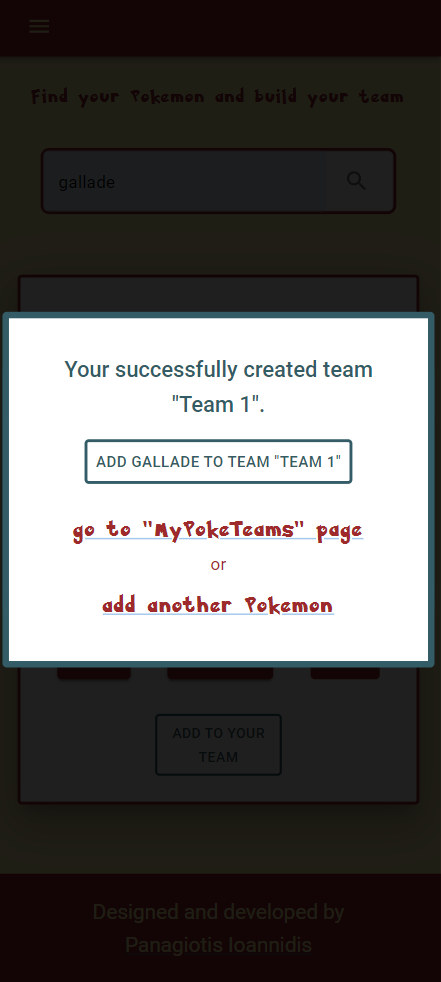 Find your Pokemon and build your team
gallade
Your successfully created team
"Team 1".
ADD GALLADE TO TEAM "TEAM 1"
go to "MyPokeTeams" page
or
add another Pokemon
ADD TO YOUR
TEAM
Designed and developed by
Panagiotis Ioannidis